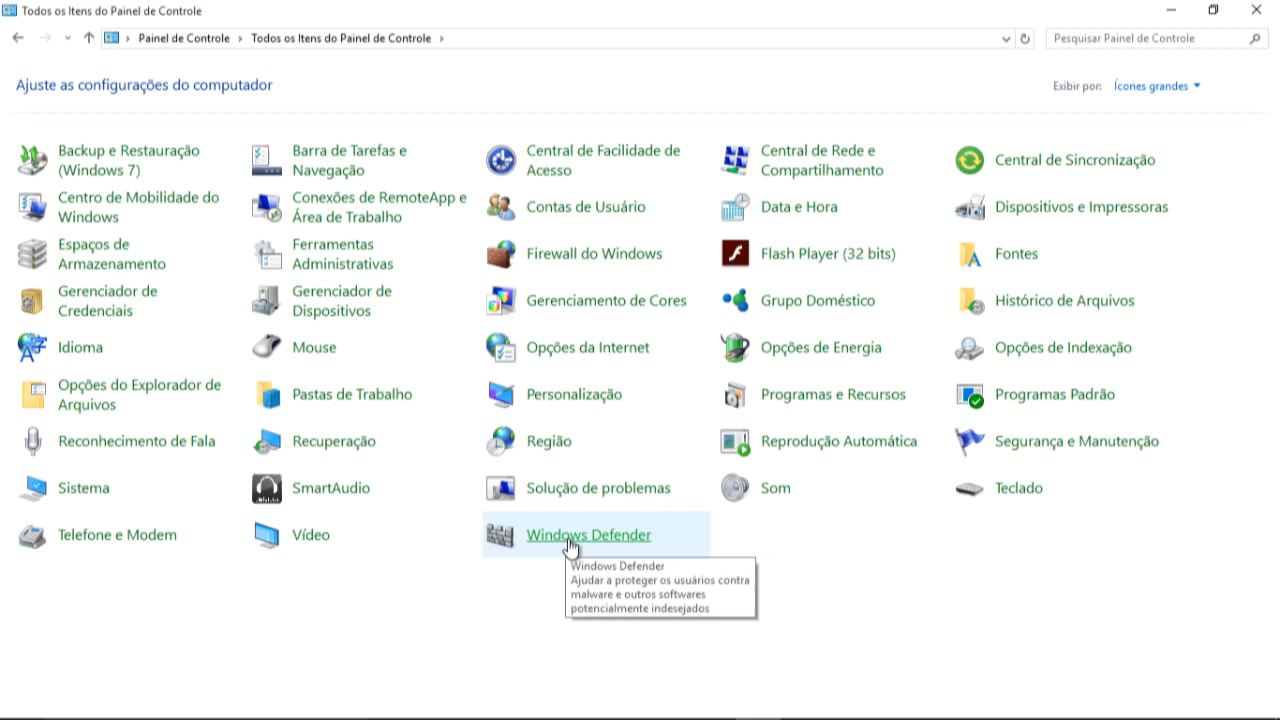 Todos os Itens do Painel de Controle
Painel de Controle › Todos os Itens do Painel de Controle ›
Pesquisar Painel de Controle
Ajuste as configurações do computador
Exibir por: Ícones grandes
Backup e Restauração
(Windows 7)
Barra de Tarefas e
Navegação
Central de Facilidade de
Acesso
Central de Rede e
Compartilhamento
Central de Sincronização
Centro de Mobilidade do
Windows
Conexões de RemoteApp e
Área de Trabalho
Contas de Usuário
Data e Hora
Dispositivos e Impressoras
Espaços de
Armazenamento
Ferramentas
Administrativas
Firewall do Windows
Flash Player (32 bits)
Fontes
Gerenciador de
Credenciais
Gerenciador de
Dispositivos
Gerenciamento de Cores
Grupo Doméstico
Histórico de Arquivos
Idioma
Mouse
Opções da Internet
Opções de Energia
Opções de Indexação
Opções do Explorador de
Arquivos
Pastas de Trabalho
Personalização
Programas e Recursos
Programas Padrão
Reconhecimento de Fala
Recuperação
Região
Reprodução Automática
Segurança e Manutenção
Sistema
SmartAudio
Solução de problemas
Som
Teclado
Telefone e Modem
Vídeo
Windows Defender
Windows Defender
Ajudar a proteger os usuários contra
malware e outros softwares
potencialmente indesejados